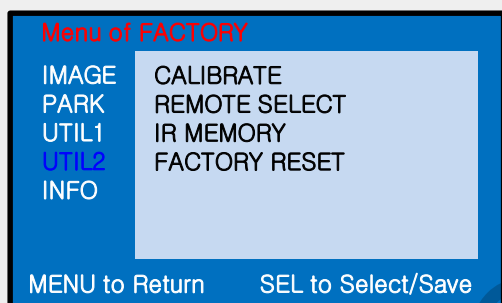 Menu of FACTORY
IMAGE CALIBRATE
PARK REMOTE SELECT
UTIL1 IR MEMORY
UTIL2 FACTORY RESET
INFO
MENU to Return SEL to Select/Save